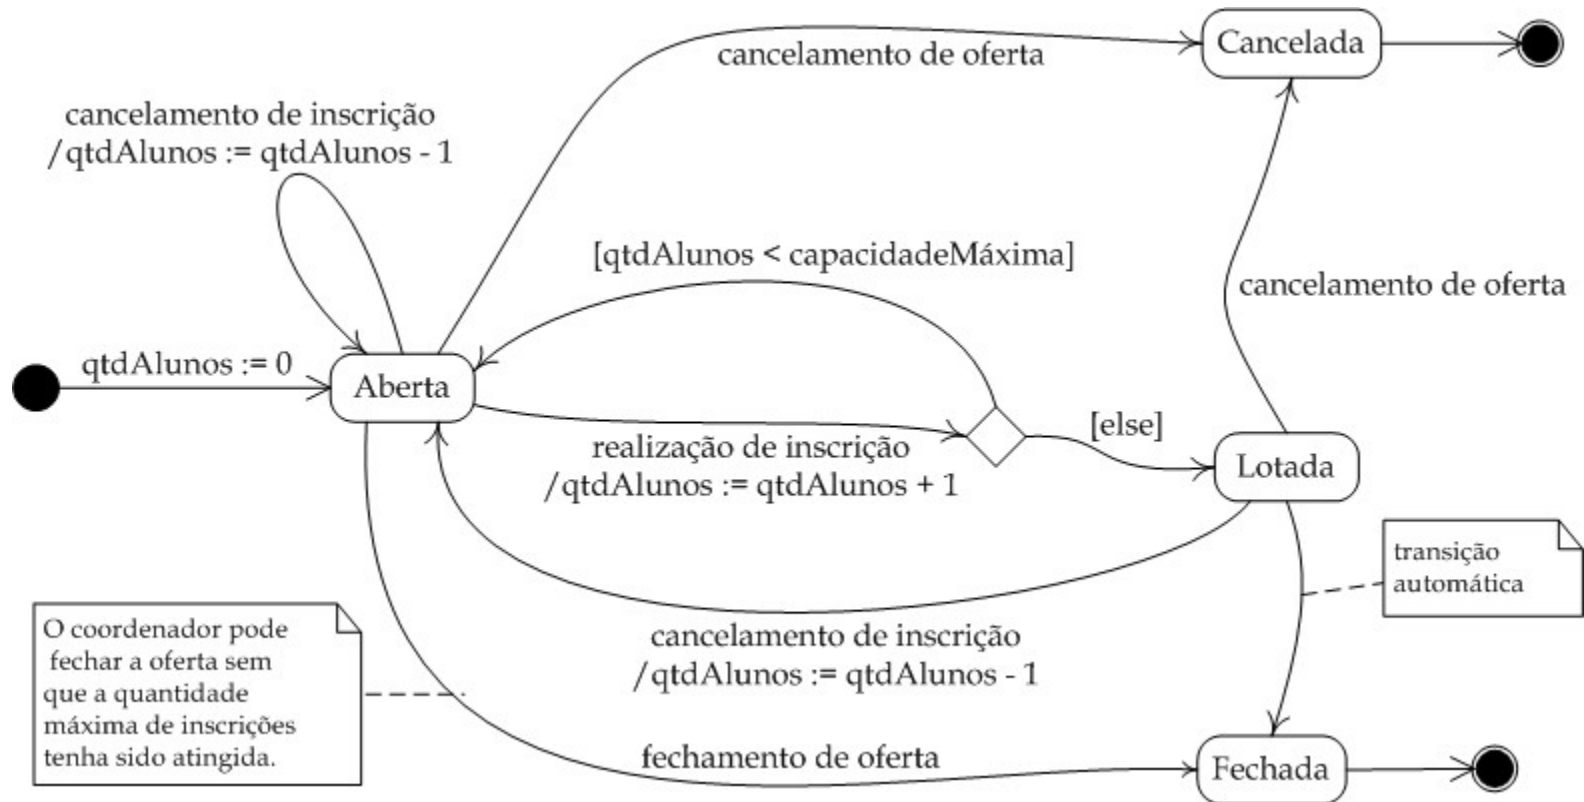 Cancelada
cancelamento de oferta
cancelamento de inscrição
/qtdAlunos := qtdAlunos - 1
[qtdAlunos < capacidadeMáxima]
cancelamento de oferta
qtdAlunos := 0
Aberta
[else]
realização de inscrição
/qtdAlunos := qtdAlunos + 1
Lotada
transição
automática
O coordenador pode
fechar a oferta sem
que a quantidade
máxima de inscrições
tenha sido atingida.
cancelamento de inscrição
/qtdAlunos := qtdAlunos - 1
fechamento de oferta
Fechada